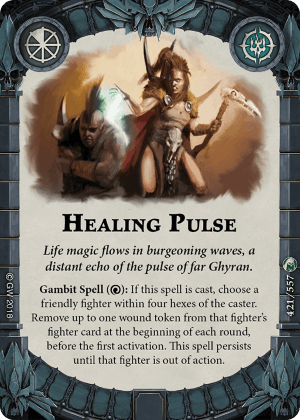 HEALING PULSE
Life magic flows in burgeoning waves, a
distant echo of the pulse of far Ghyran.
Gambit Spell (): If this spell is cast, choose a
friendly fighter within four hexes of the caster.
Remove up to one wound token from that fighter's
fighter card at the beginning of each round,
before the first activation. This spell persists
until that fighter is out of action.
© GW 2018
421/557